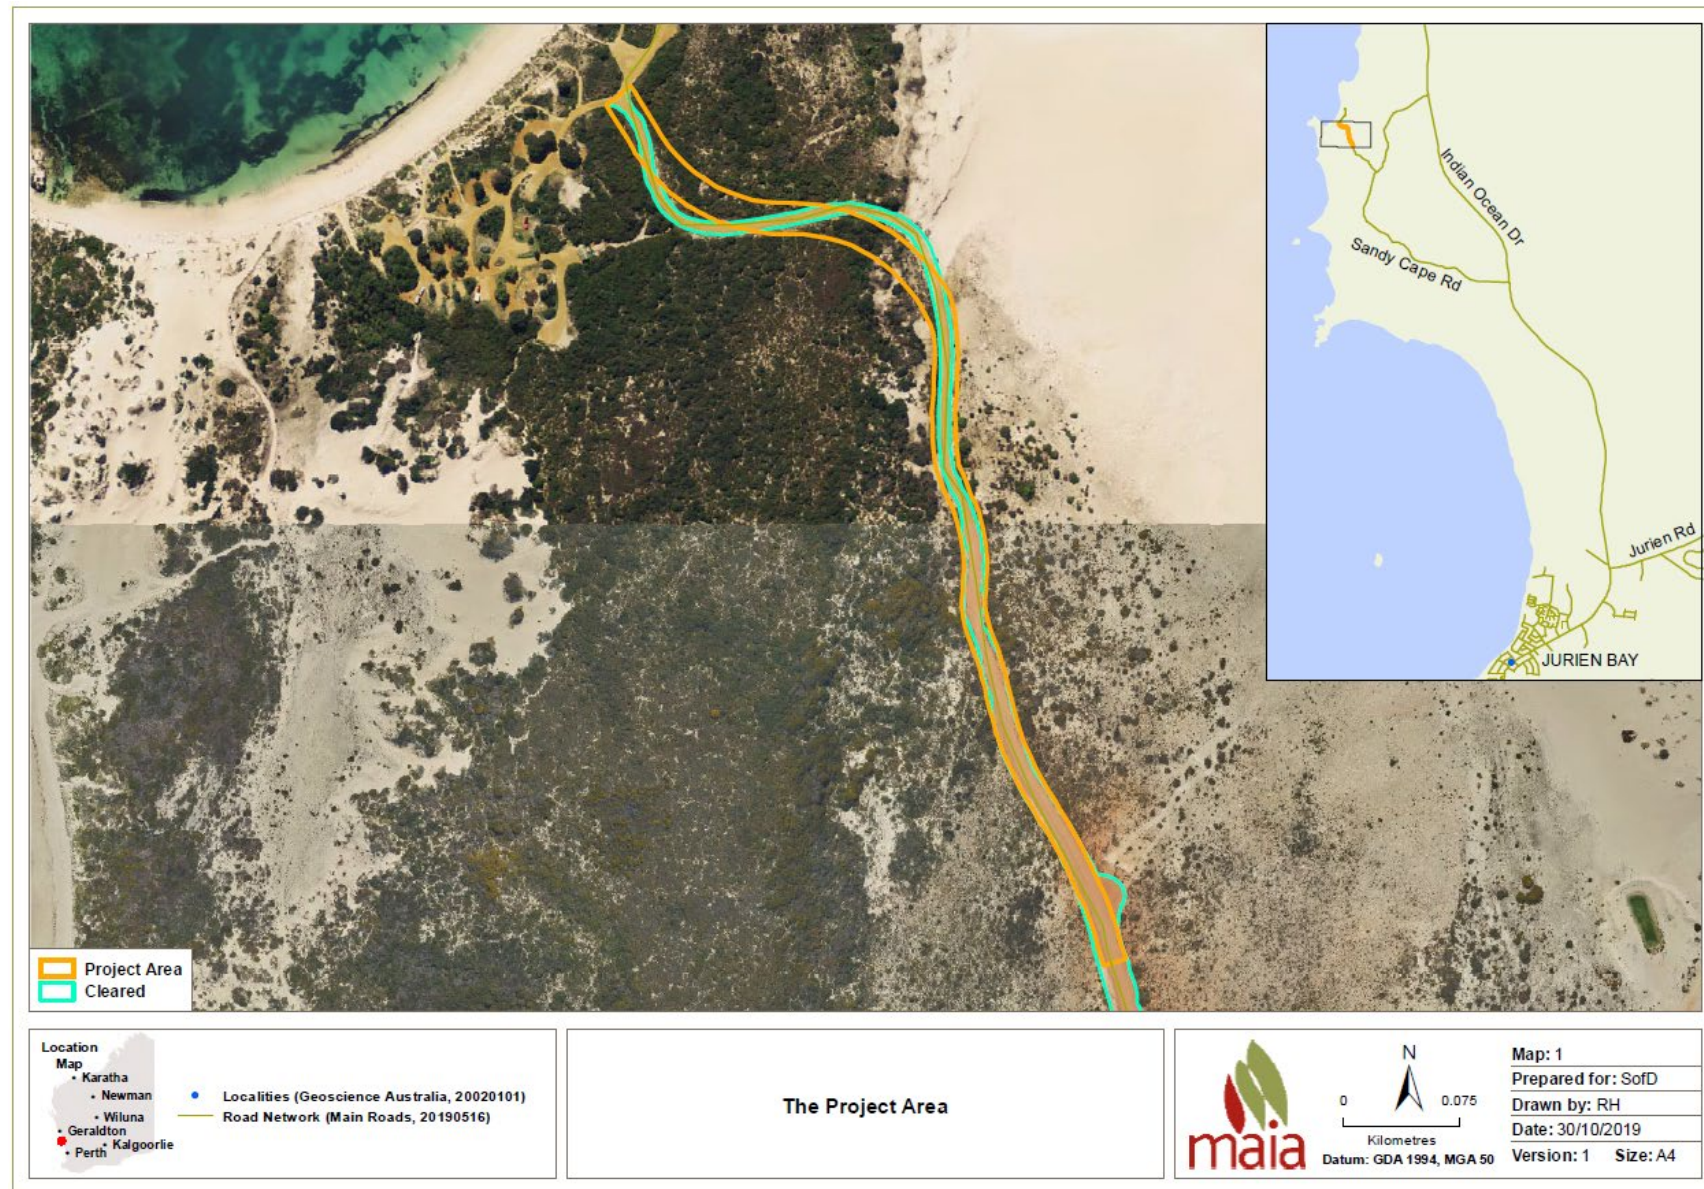 Indian Ocean Dr
Sandy Cape Rd
Jurien Rd
JURIEN BAY
Project Area
Cleared
Location
Map
Karatha
Newman
Wiluna
Geraldton
Kalgoorlie
Perth
Localities (Geoscience Australia, 20020101)
Road Network (Main Roads, 20190516)
The Project Area
maia
N
0 0.075
Kilometres
Datum: GDA 1994, MGA 50
Map: 1
Prepared for: SofD
Drawn by: RH
Date: 30/10/2019
Version: 1 Size: A4